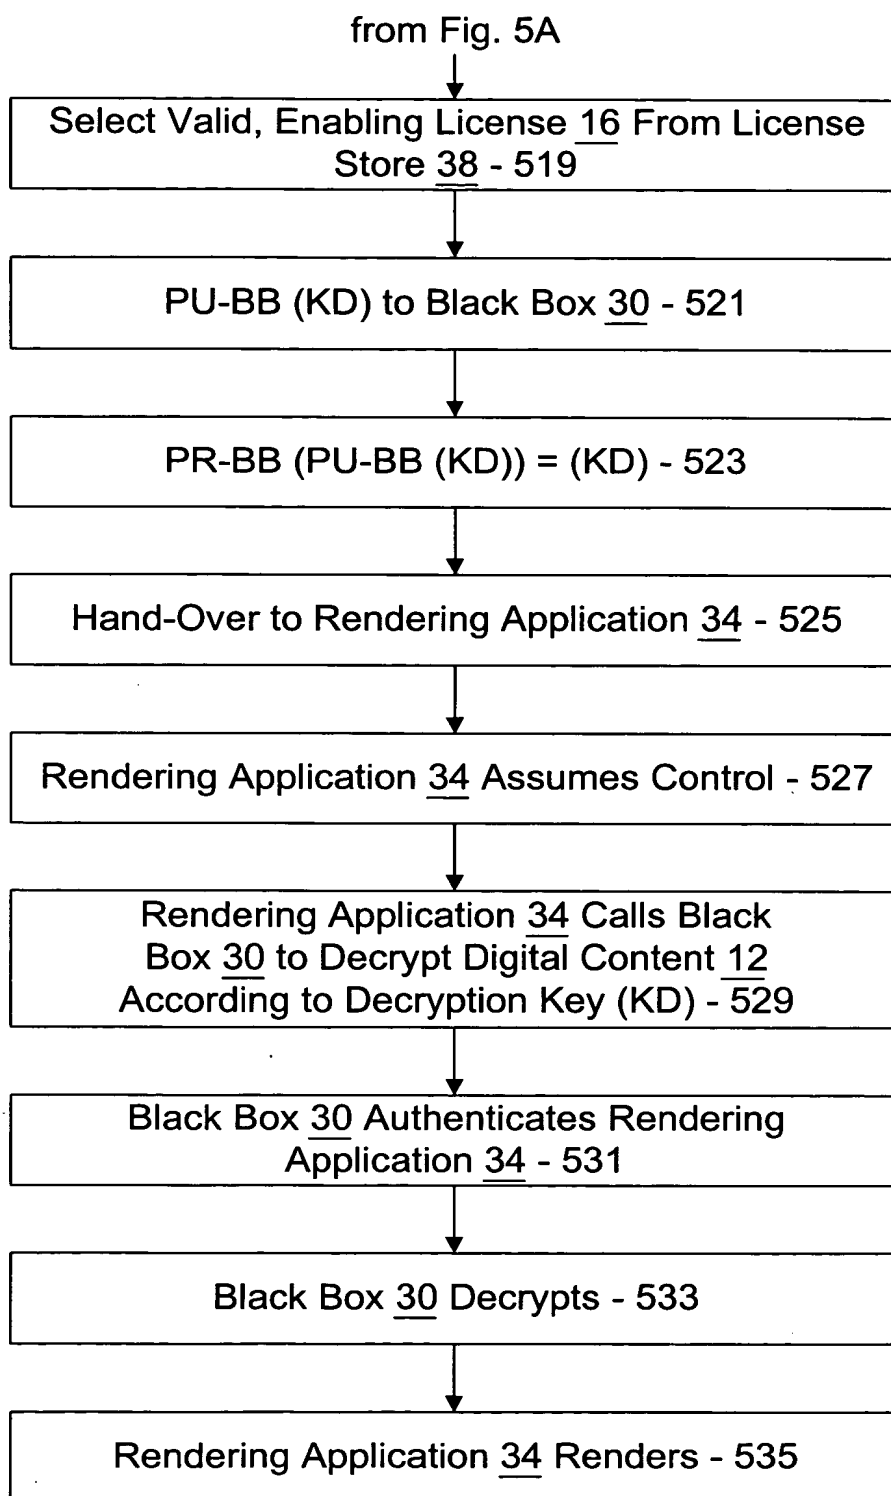 from Fig. 5A
Select Valid, Enabling License 16 From License
Store 38 - 519
PU-BB (KD) to Black Box 30 - 521
PR-BB (PU-BB (KD)) = (KD) - 523
Hand-Over to Rendering Application 34 - 525
Rendering Application 34 Assumes Control - 527
Rendering Application 34 Calls Black
Box 30 to Decrypt Digital Content 12
According to Decryption Key (KD) - 529
Black Box 30 Authenticates Rendering
Application 34 - 531
Black Box 30 Decrypts - 533
Rendering Application 34 Renders - 535